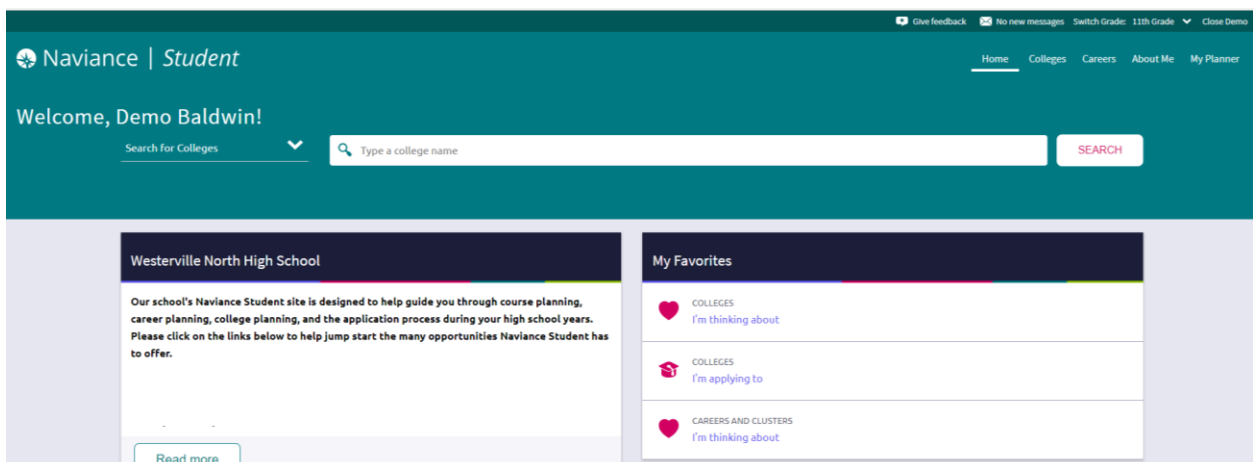 Give feedback No new messages Switch Grade: 11th Grade Close Demo
Naviance | Student
Home Colleges Careers About Me My Planner
Welcome, Demo Baldwin!
Search for Colleges
Type a college name
SEARCH
Westerville North High School
Our school's Naviance Student site is designed to help guide you through course planning,
career planning, college planning, and the application process during your high school years.
Please click on the links below to help jump start the many opportunities Naviance Student has
to offer.
Read more
My Favorites
COLLEGES
I'm thinking about
COLLEGES
I'm applying to
CAREERS AND CLUSTERS
I'm thinking about